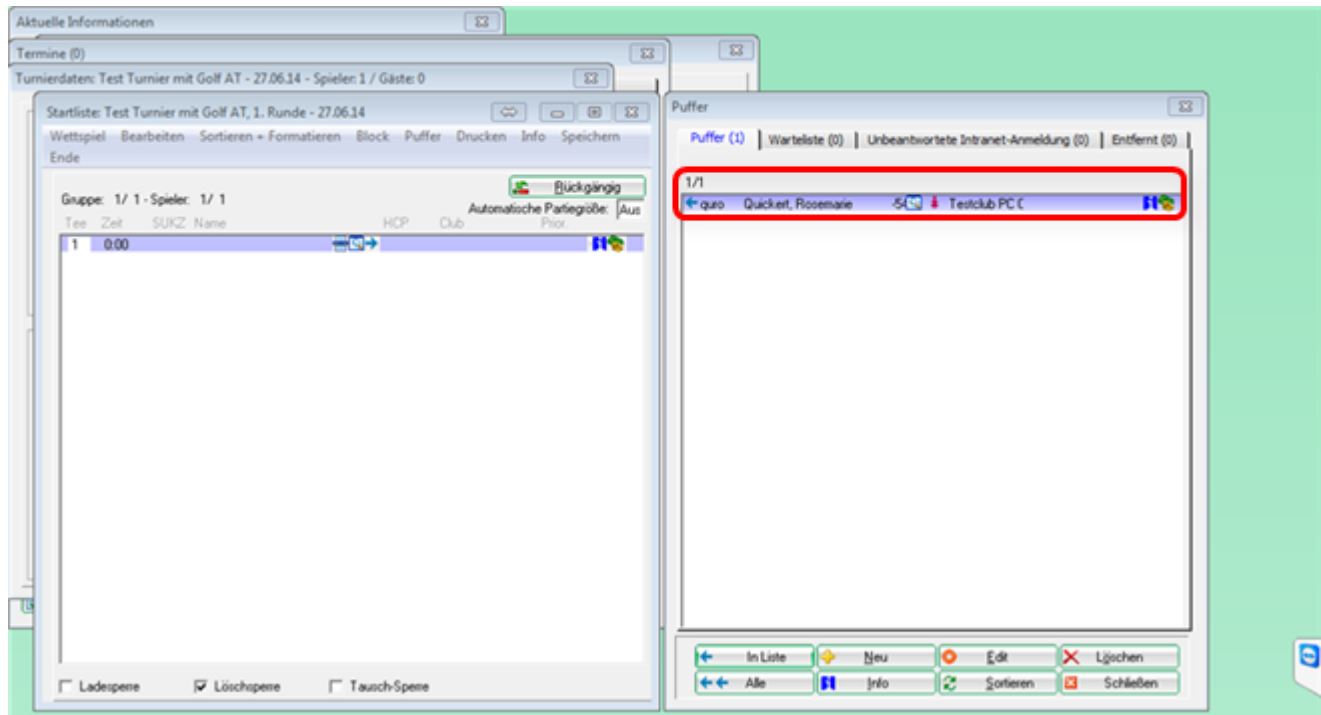 Aktuelle Informationen
Termine (0)
Turnierdaten: Test Turnier mit Golf AT - 27.06.14 - Spieler: 1 / Gäste: 0
Startliste: Test Turnier mit Golf AT, 1. Runde - 27.06.14
Wettspiel Bearbeiten Sortieren + Formatieren Block Puffer Drucken Info Speichern
Ende
Rückgängig
Gruppe: 1/ 1 - Spieler: 1/ 1
Automatische Partiegröße: Aus
Tee Zeit SUKZ Name HCP Club Prior.
1 0:00
Ladesperre Löschsperre Tausch-Sperre
Puffer
Puffer (1) Warteliste (0) Unbeantwortete Intranet-Anmeldung (0) Entfernt (0)
1/1
quro Quickert, Rosemarie -5 Testclub PC C
In Liste Neu Edit Löschen
Alle Info Sortieren Schließen